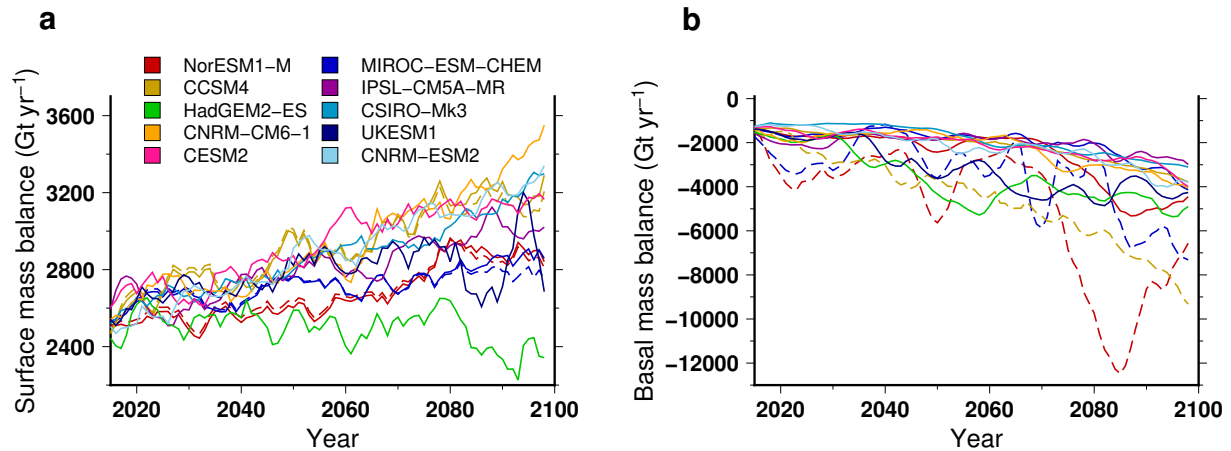 a
NorESM1−M
CCSM4
HadGEM2−ES
CNRM−CM6−1
CESM2
MIROC−ESM−CHEM
IPSL−CM5A−MR
CSIRO−Mk3
UKESM1
CNRM−ESM2
Surface mass balance (Gt yr⁻¹)
3600
3200
2800
2400
2020 2040 2060 2080 2100
Year
b
Basal mass balance (Gt yr⁻¹)
0
−2000
−4000
−6000
−8000
−10000
−12000
2020 2040 2060 2080 2100
Year